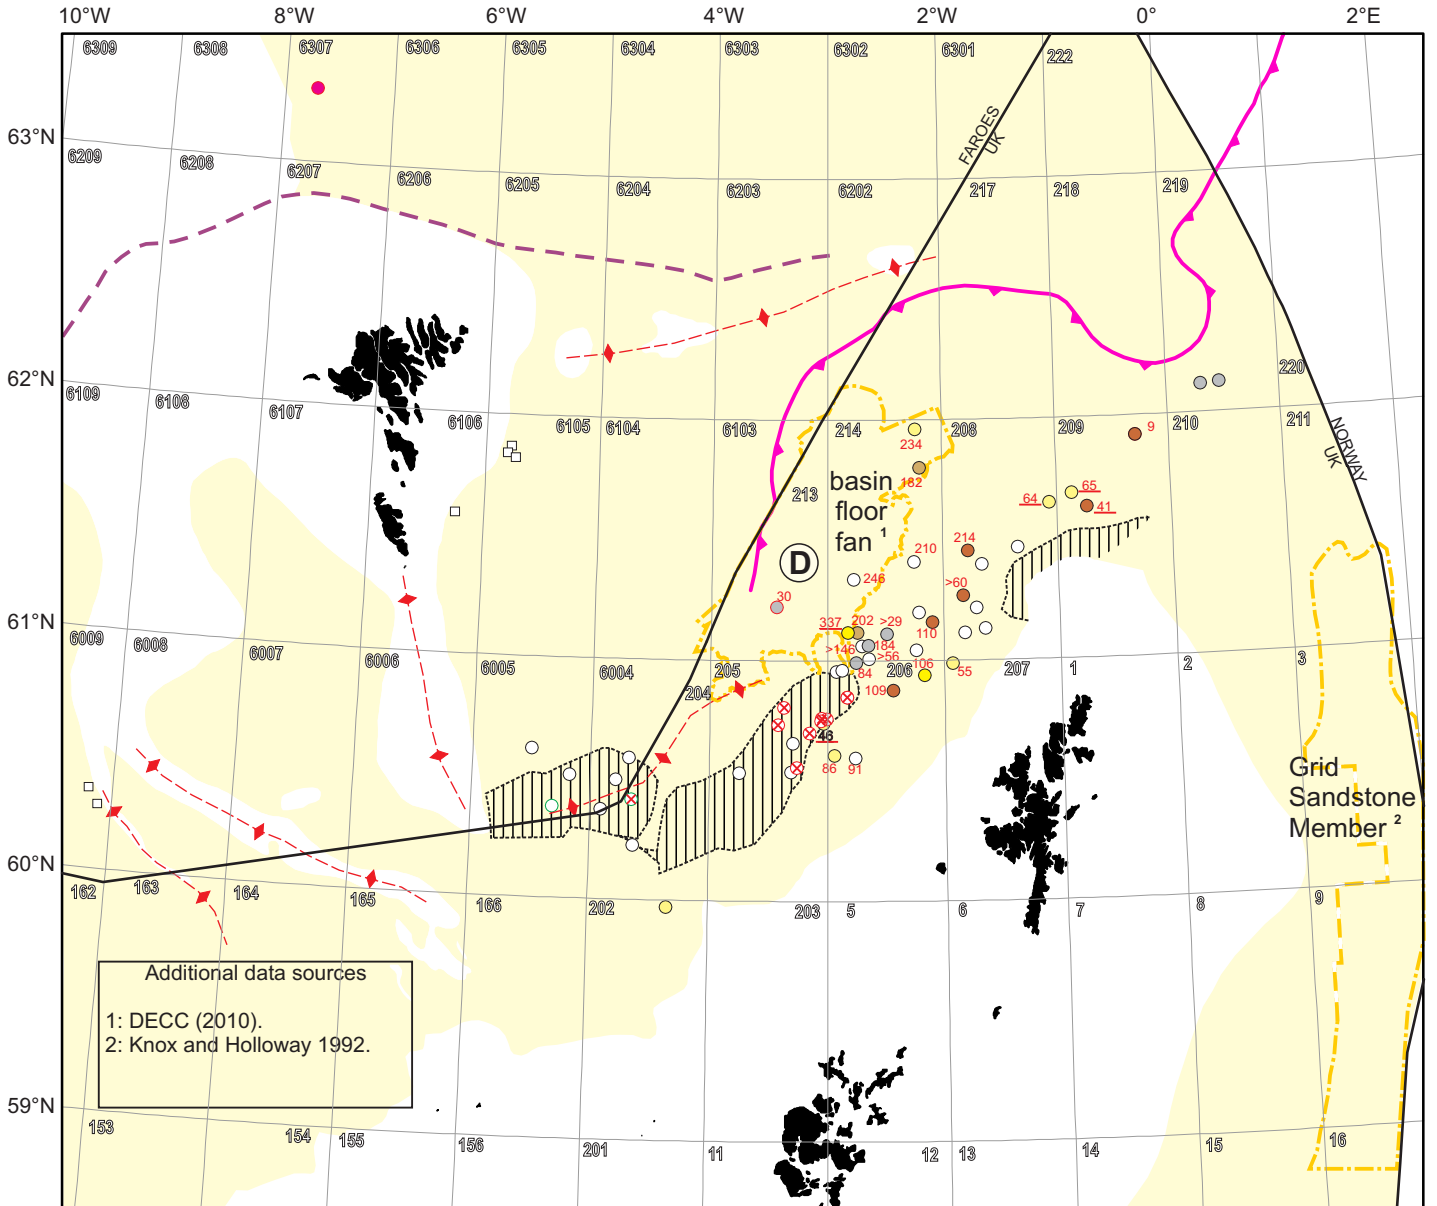 10°W 8°W 6°W 4°W 2°W 0° 2°E
6309 6308 6307 6306 6305 6304 6303 6302 6301 222
FAROES
UK
63°N
6209 6208 6207 6206 6205 6204 6203 6202 217 218 219
62°N
6109 6108 6107 6106 6105 6104 6103 214 208 209 210 211 220
NORWAY
UK
234
9
182
basin
floor
fan 1
213
64 65 41
210 214
D
246 >60
30
61°N
337 202 >29 110
>146 184
>56 106
84 55
109
6009 6008 6007 6006 6005 6004 205 204 206 207 1 2 3
46
86 91
Grid
Sandstone
Member 2
60°N
162 163 164 165 166 202 203 5 6 7 8 9
Additional data sources
1: DECC (2010).
2: Knox and Holloway 1992.
59°N
153 154 155 156 201 11 12 13 14 15 16